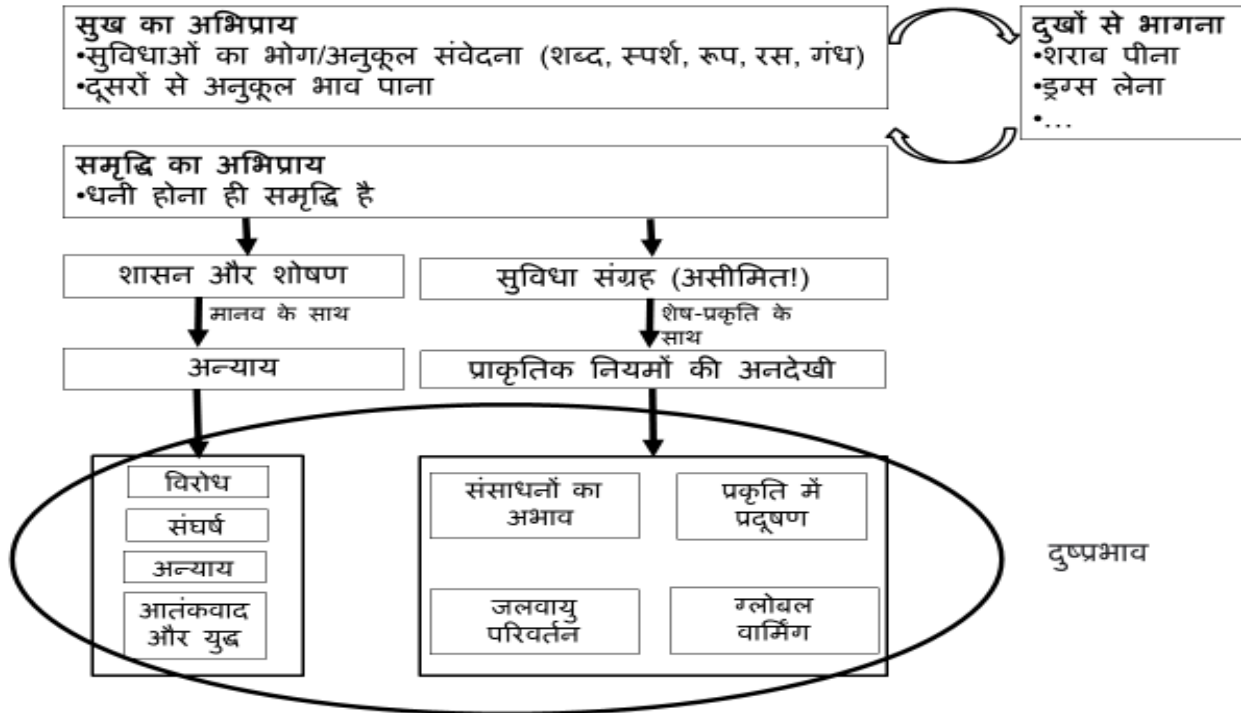 सुख का अभिप्राय
•सुविधाओं का भोग/अनुकूल संवेदना (शब्द, स्पर्श, रूप, रस, गंध)
•दूसरों से अनुकूल भाव पाना
दुखों से भागना
•शराब पीना
•ड्रग्स लेना
•...
समृद्धि का अभिप्राय
•धनी होना ही समृद्धि है
शासन और शोषण
सुविधा संग्रह (असीमित!)
मानव के साथ
शेष-प्रकृति के
साथ
अन्याय
प्राकृतिक नियमों की अनदेखी
विरोध
संघर्ष
अन्याय
आतंकवाद
और युद्ध
संसाधनों का
अभाव
प्रकृति में
प्रदूषण
जलवायु
परिवर्तन
ग्लोबल
वार्मिंग
दुष्प्रभाव